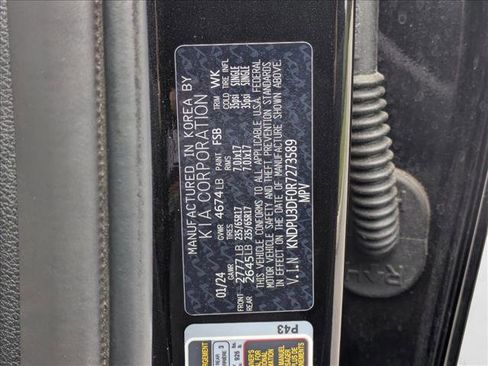 MANUFACTURED IN KOREA BY
KIA CORPORATION
01/24 GVWR 4674LB PAINT FSB TRIM WK
GAWR TIRES RIMS COLD TIRE INFL
FRONT 2777LB 235/65R17 7.0Jx17 35psi SINGLE
REAR 2645LB 235/65R17 7.0Jx17 35psi SINGLE
THIS VEHICLE CONFORMS TO ALL APPLICABLE U.S.A. FEDERAL
MOTOR VEHICLE SAFETY AND THEFT PREVENTION STANDARDS
IN EFFECT ON THE DATE OF MANUFACTURE SHOWN ABOVE.
V.I.N KNDPU3DF0R7273589
MPV
P43